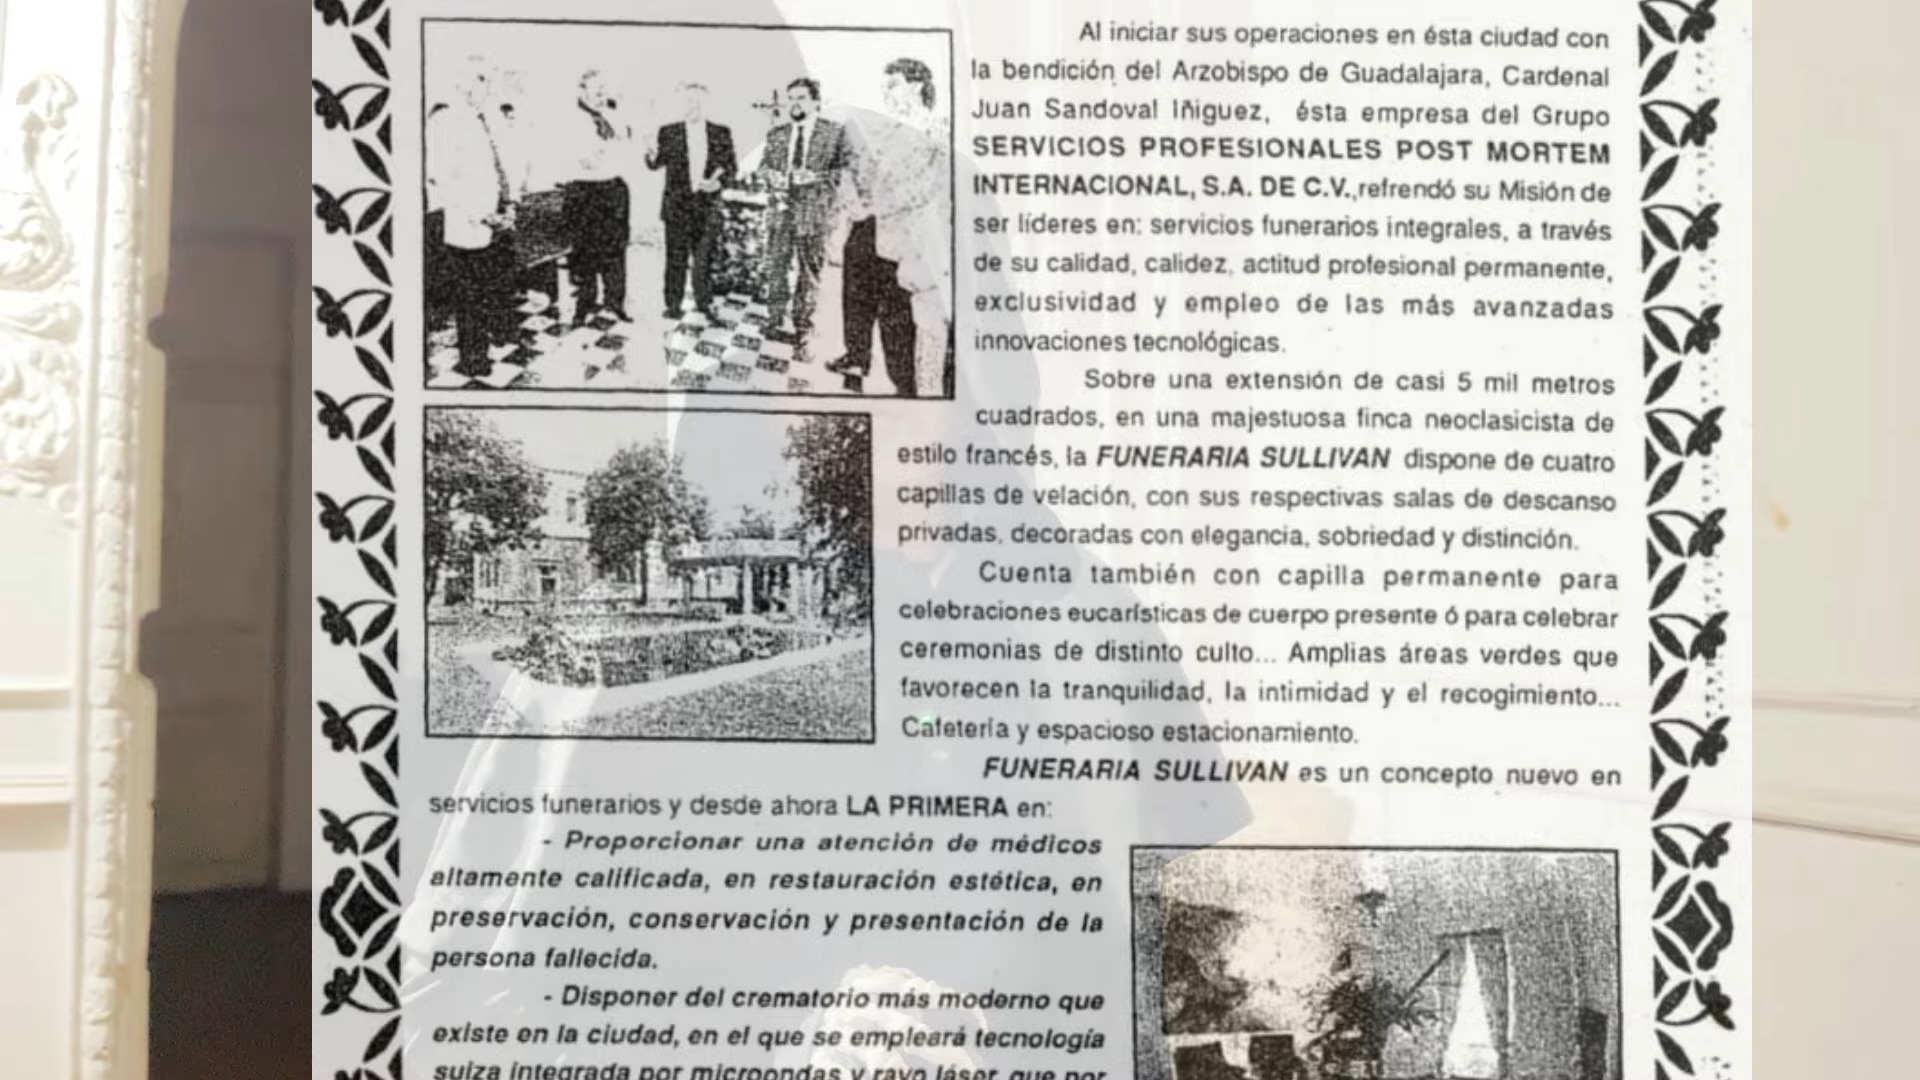 Al iniciar sus operaciones en ésta ciudad con
la bendición del Arzobispo de Guadalajara, Cardenal
Juan Sandoval Iñiguez, ésta empresa del Grupo
SERVICIOS PROFESIONALES POST MORTEM
INTERNACIONAL, S.A. DE C.V.,refrendó su Misión de
ser líderes en: servicios funerarios integrales, a través
de su calidad, calidez, actitud profesional permanente,
exclusividad y empleo de las más avanzadas
innovaciones tecnológicas.
Sobre una extensión de casi 5 mil metros
cuadrados, en una majestuosa finca neoclasicista de
estilo francés, la FUNERARIA SULLIVAN dispone de cuatro
capillas de velación, con sus respectivas salas de descanso
privadas, decoradas con elegancia, sobriedad y distinción.
Cuenta también con capilla permanente para
celebraciones eucarísticas de cuerpo presente ó para celebrar
ceremonias de distinto culto... Amplias áreas verdes que
favorecen la tranquilidad, la intimidad y el recogimiento...
Cafetería y espacioso estacionamiento.
FUNERARIA SULLIVAN es un concepto nuevo en
servicios funerarios y desde ahora LA PRIMERA en:
- Proporcionar una atención de médicos
altamente calificada, en restauración estética, en
preservación, conservación y presentación de la
persona fallecida.
- Disponer del crematorio más moderno que
existe en la ciudad, en el que se empleará tecnología
suiza integrada por microondas y rayo láser, que por